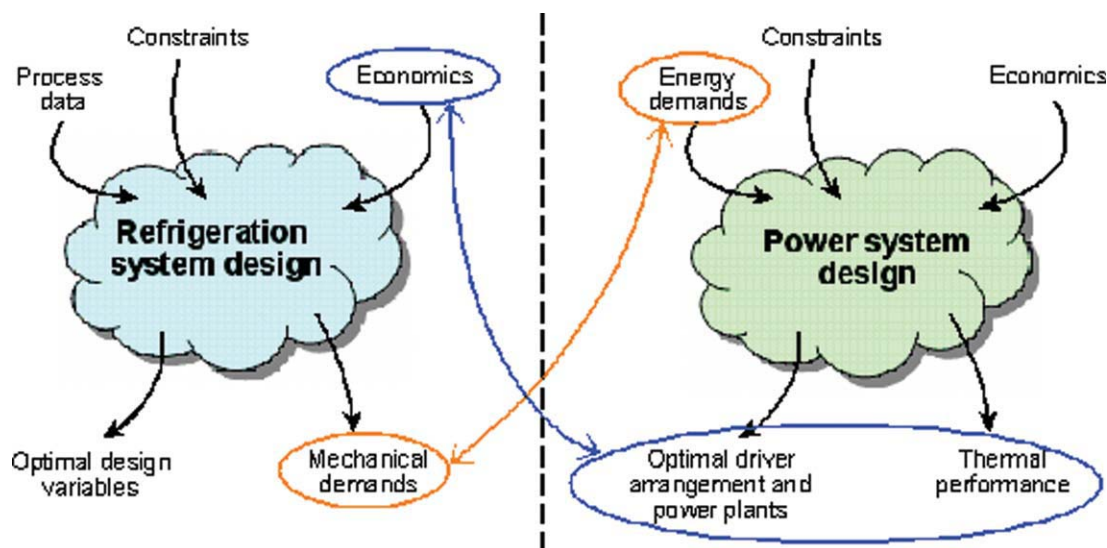 Constraints
Process
data
Economics
Refrigeration
system design
Optimal design
variables
Mechanical
demands
Energy
demands
Constraints
Economics
Power system
design
Optimal driver
arrangement and
power plants
Thermal
performance